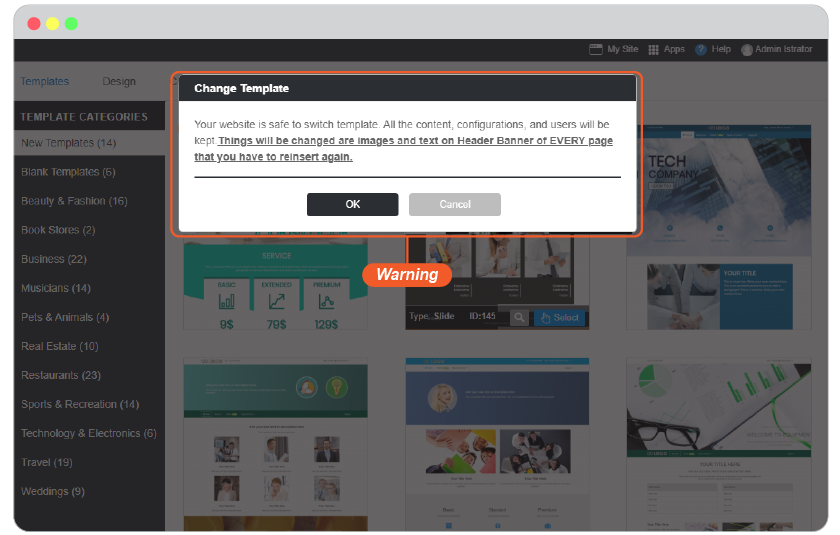 My Site Apps ? Help Admin Istrator
Templates Design
Change Template
Your website is safe to switch template. All the content, configurations, and users will be
kept.Things will be changed are images and text on Header Banner of EVERY page
that you have to reinsert again.
OK Cancel
Warning
TEMPLATE CATEGORIES
New Templates (14)
Blank Templates (6)
Beauty & Fashion (16)
Book Stores (2)
Business (22)
Musicians (14)
Pets & Animals (4)
Real Estate (10)
Restaurants (23)
Sports & Recreation (14)
Technology & Electronics (6)
Travel (19)
Weddings (9)
SERVICE
BASIC EXTENDED PREMIUM
9$ 79$ 129$
Type..Slide ID:145 Select
TECH
COMPANY
YOUR TITLE
YOUR TITLE HERE